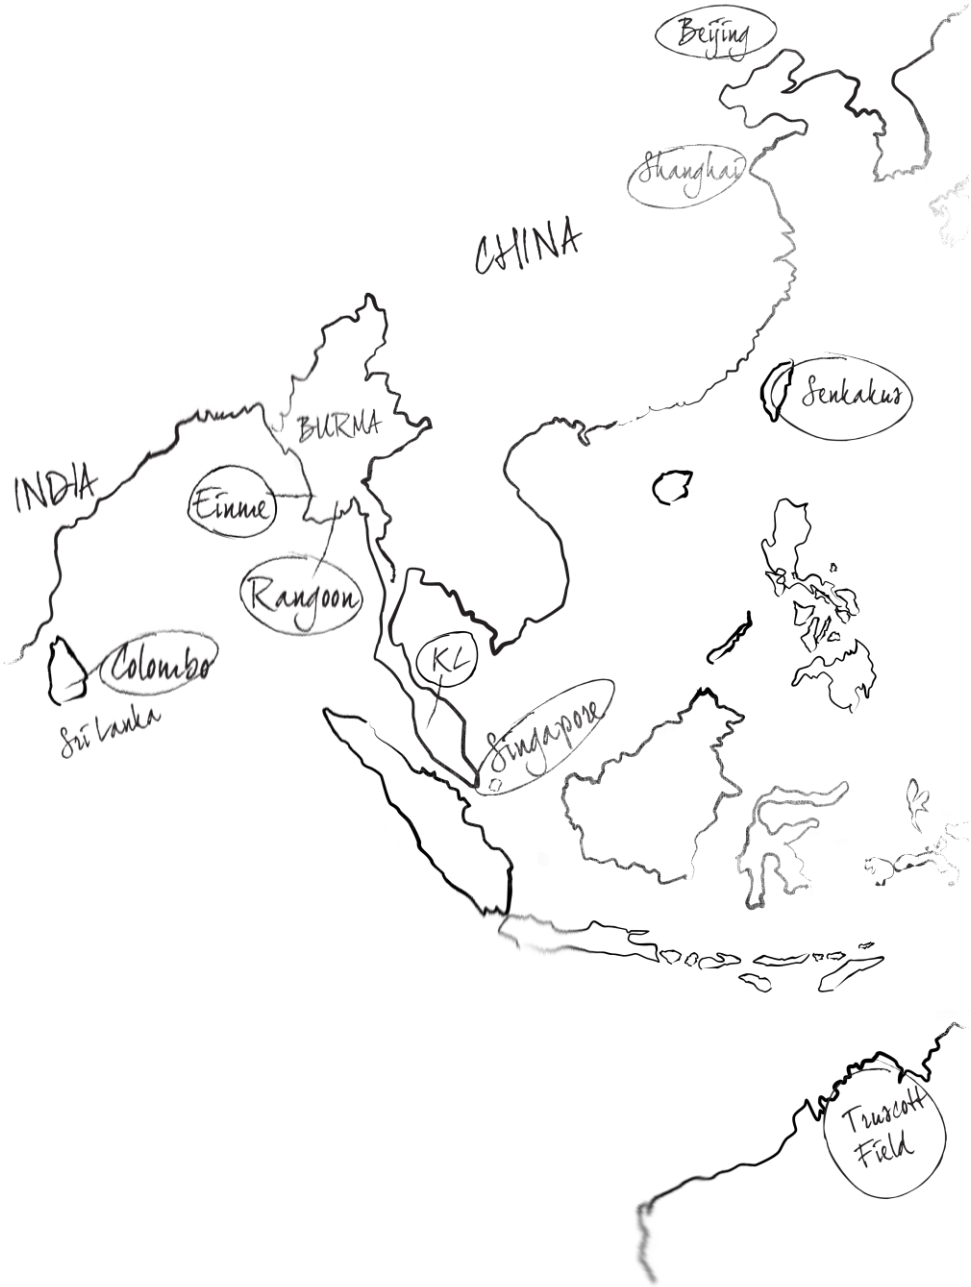 Beijing
Shanghai
CHINA
Senkakus
BURMA
INDIA
Einme
Rangoon
Colombo
KL
Sri Lanka
Singapore
Truscott
Field